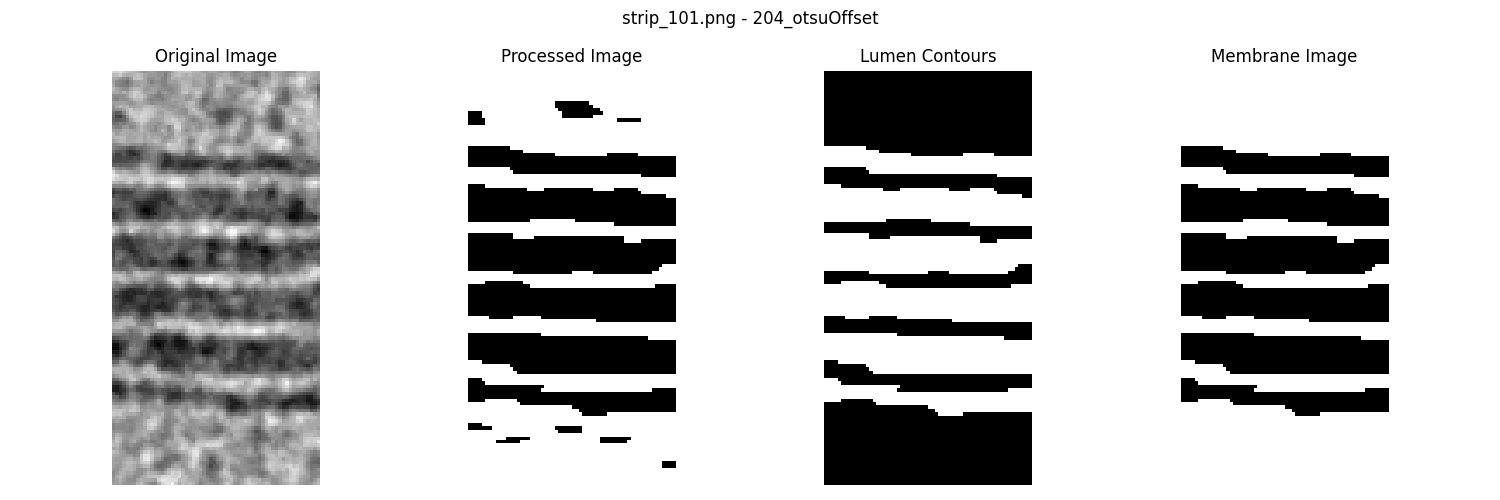 strip_101.png - 204_otsuOffset
Original Image
Processed Image
Lumen Contours
Membrane Image